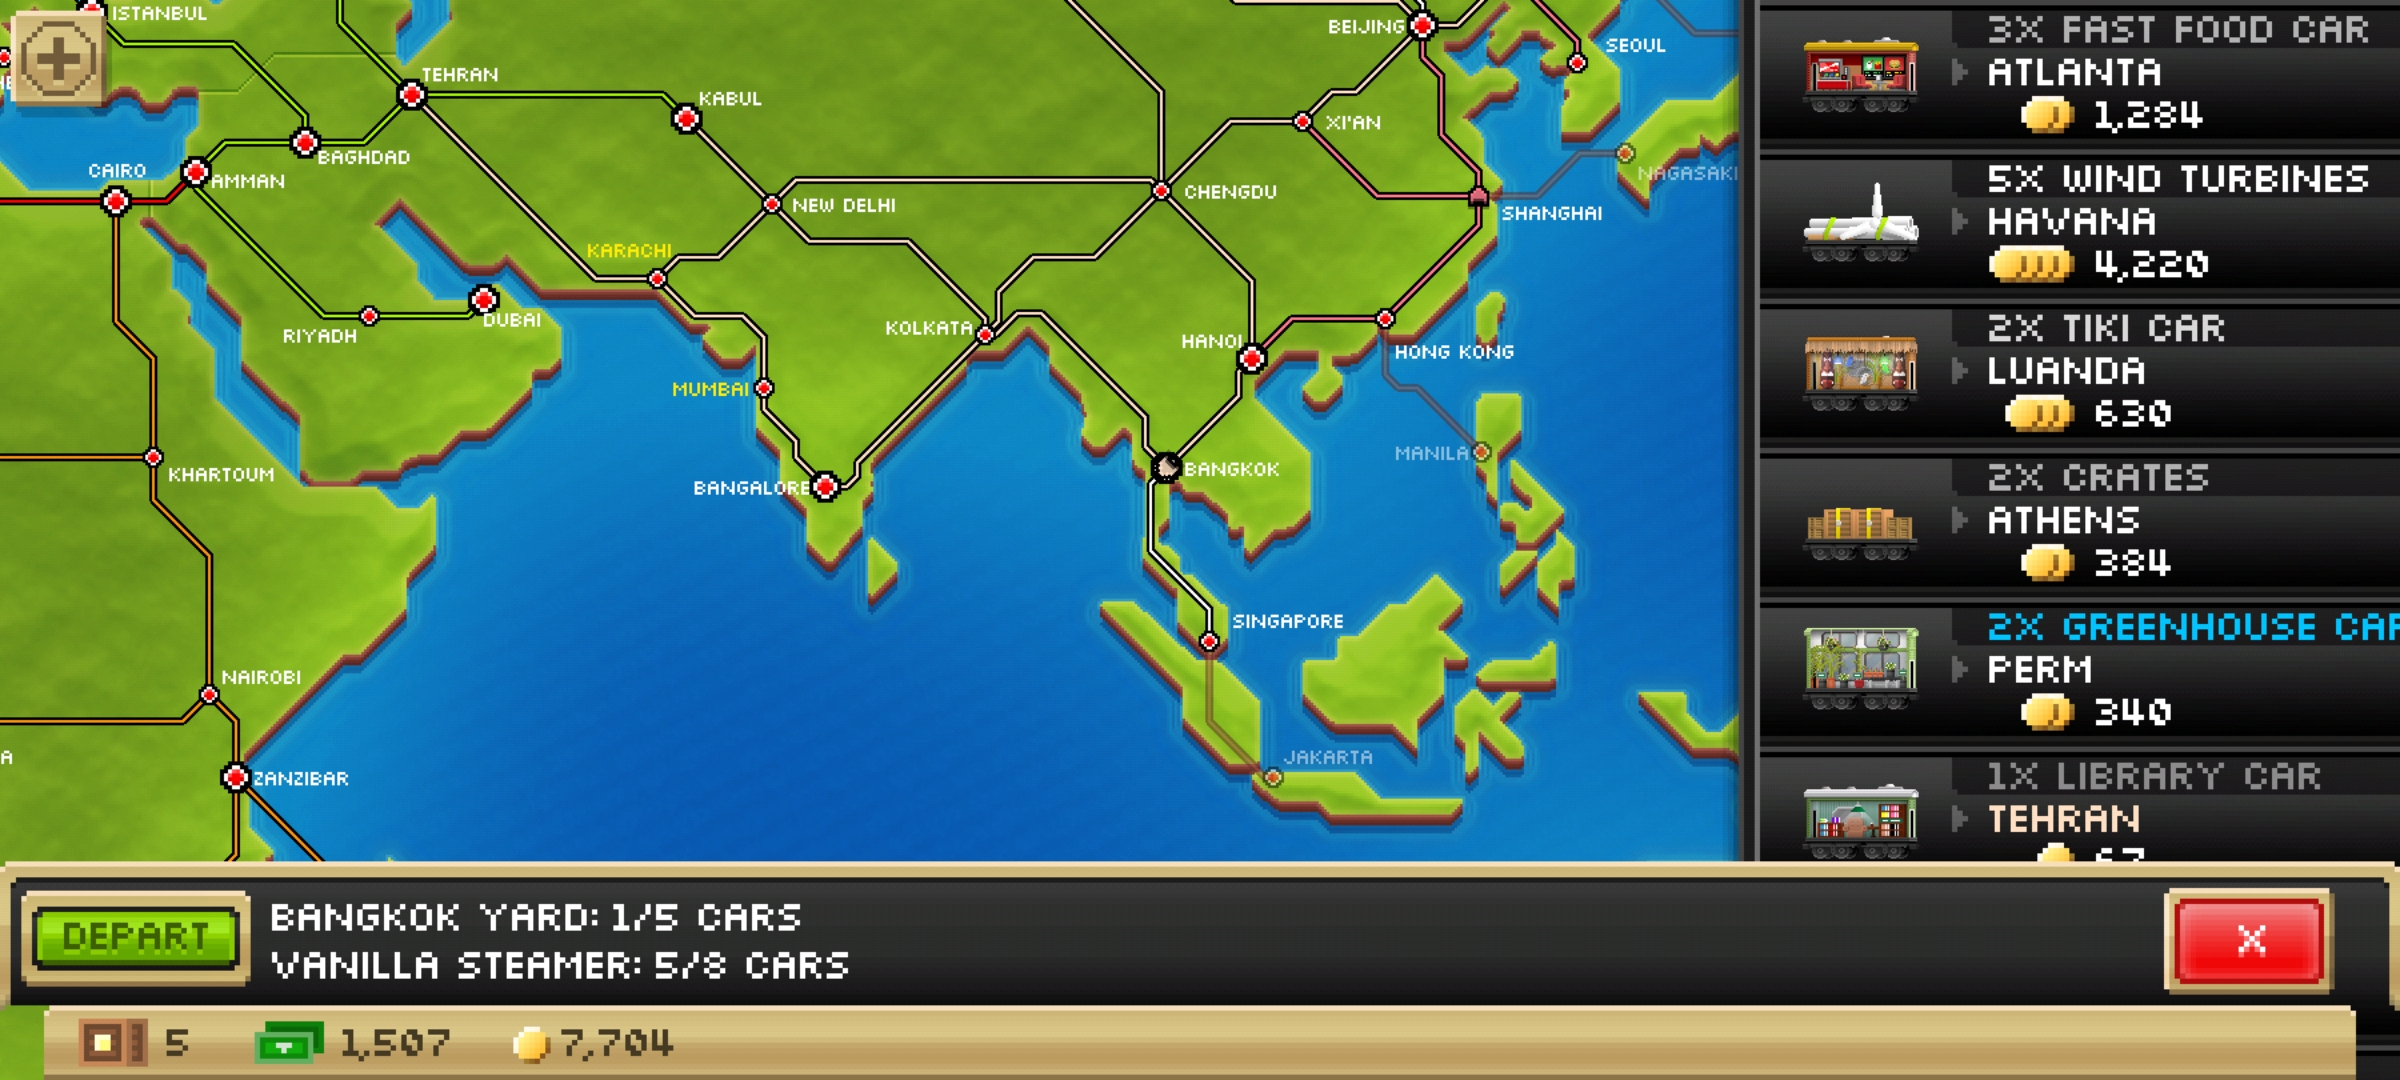 ISTANBUL
TEHRAN
KABUL
BEIJING
SEOUL
XI'AN
BAGHDAD
CAIRO
AMMAN
NAGASAKI
NEW DELHI
CHENGDU
SHANGHAI
KARACHI
RIYADH
DUBAI
KOLKATA
HANOI
HONG KONG
MUMBAI
KHARTOUM
BANGALORE
BANGKOK
MANILA
SINGAPORE
NAIROBI
JAKARTA
ZANZIBAR
3X FAST FOOD CAR
ATLANTA
1,284
5X WIND TURBINES
HAVANA
4,220
2X TIKI CAR
LUANDA
630
2X CRATES
ATHENS
384
2X GREENHOUSE CAR
PERM
340
1X LIBRARY CAR
TEHRAN
DEPART
BANGKOK YARD: 1/5 CARS
VANILLA STEAMER: 5/8 CARS
X
5
1,507
7,704